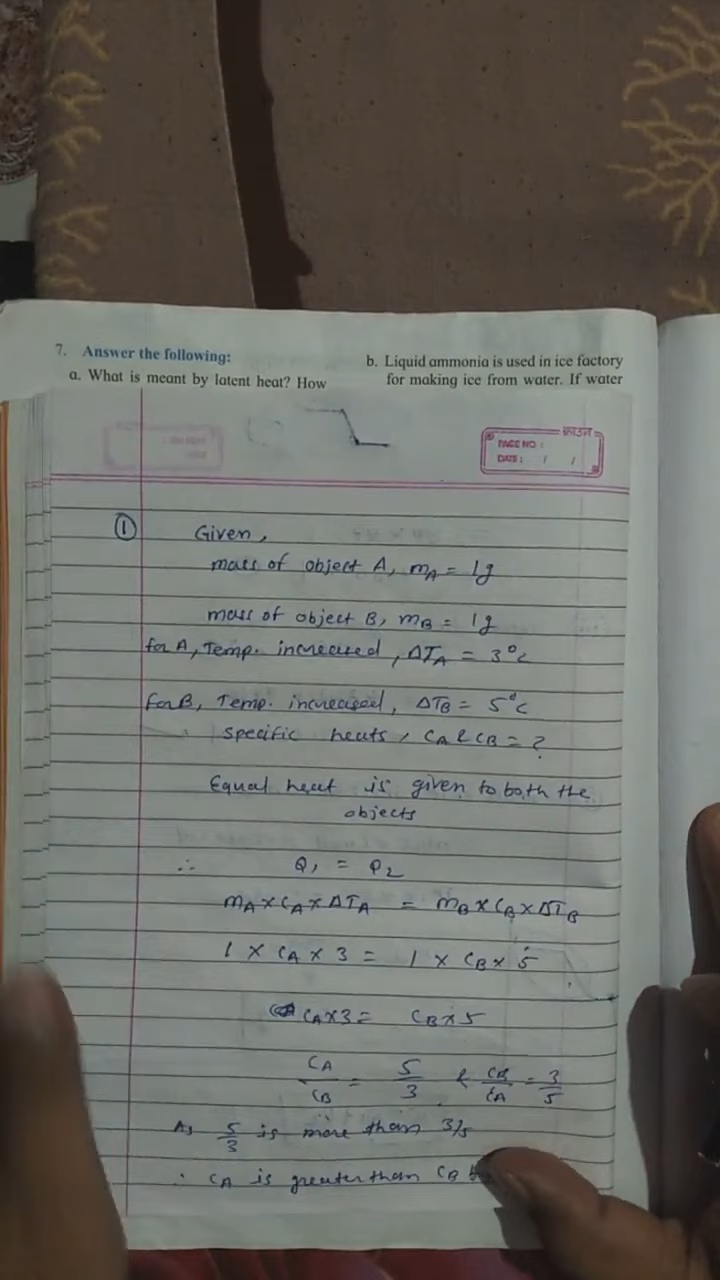 7. Answer the following:
a. What is meant by latent heat? How
b. Liquid ammonia is used in ice factory
for making ice from water. If water
PAGE NO :
DATE : / /
① Given,
mass of object A, mA = 1g
mass of object B, mB = 1g
for A, Temp. increased, ΔTA = 3°C
for B, Temp. increased, ΔTB = 5°C
specific heats, CA & CB = ?
Equal heat is given to both the
objects
∴ Q1 = Q2
mA × CA × ΔTA = mB × CB × ΔTB
1 × CA × 3 = 1 × CB × 5
CA × 3 = CB × 5
CA/CB = 5/3 & CB/CA = 3/5
As 5/3 is more than 3/5
∴ CA is greater than CB